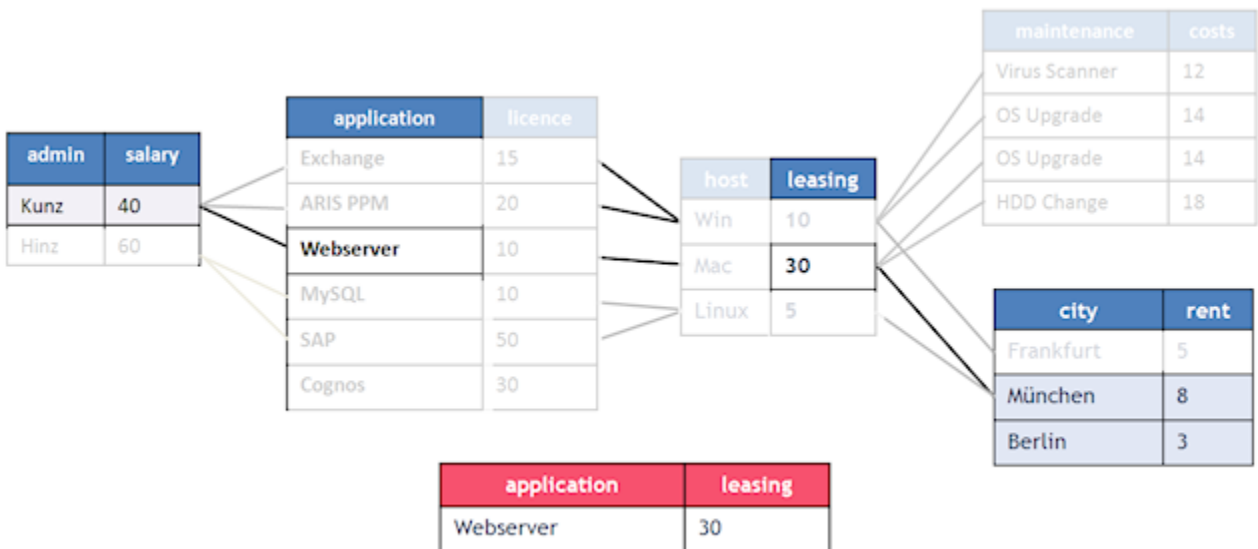 maintenance costs
Virus Scanner 12
OS Upgrade 14
OS Upgrade 14
HDD Change 18
application licence
Exchange 15
ARIS PPM 20
Webserver 10
MySQL 10
SAP 50
Cognos 30
admin salary
Kunz 40
Hinz 60
host leasing
Win 10
Mac 30
Linux 5
city rent
Frankfurt 5
München 8
Berlin 3
application leasing
Webserver 30